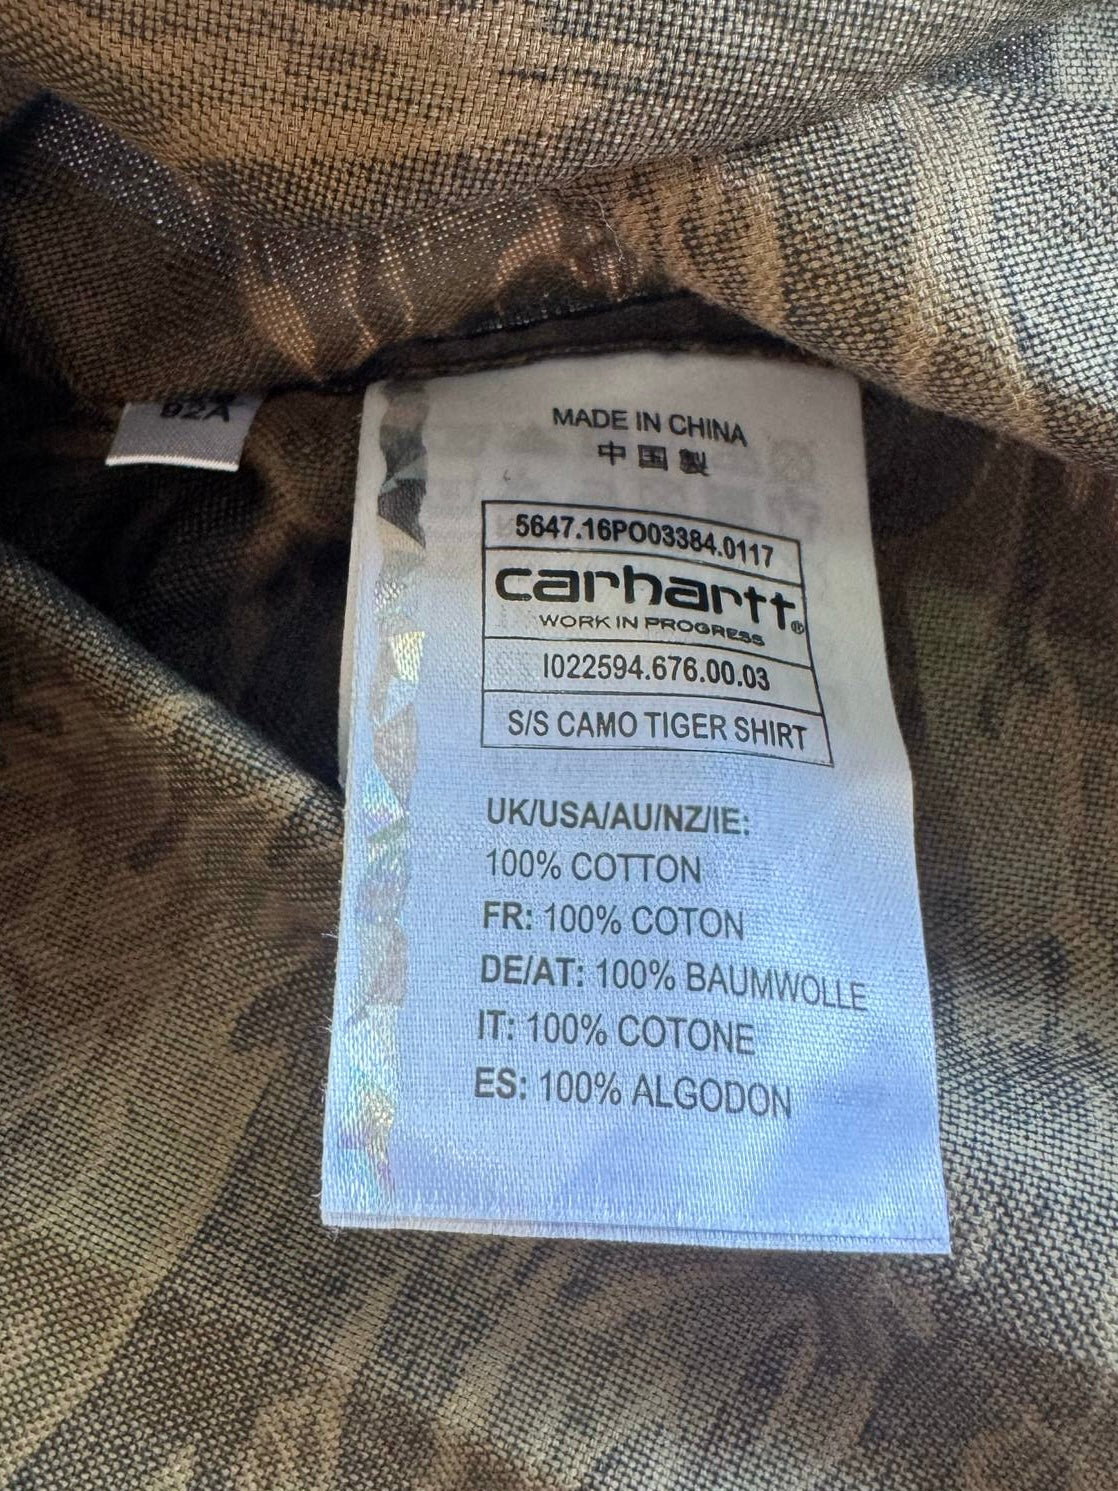 92A
MADE IN CHINA
中国製
5647.16PO03384.0117
carhartt®
WORK IN PROGRESS
I022594.676.00.03
S/S CAMO TIGER SHIRT
UK/USA/AU/NZ/IE:
100% COTTON
FR: 100% COTON
DE/AT: 100% BAUMWOLLE
IT: 100% COTONE
ES: 100% ALGODON